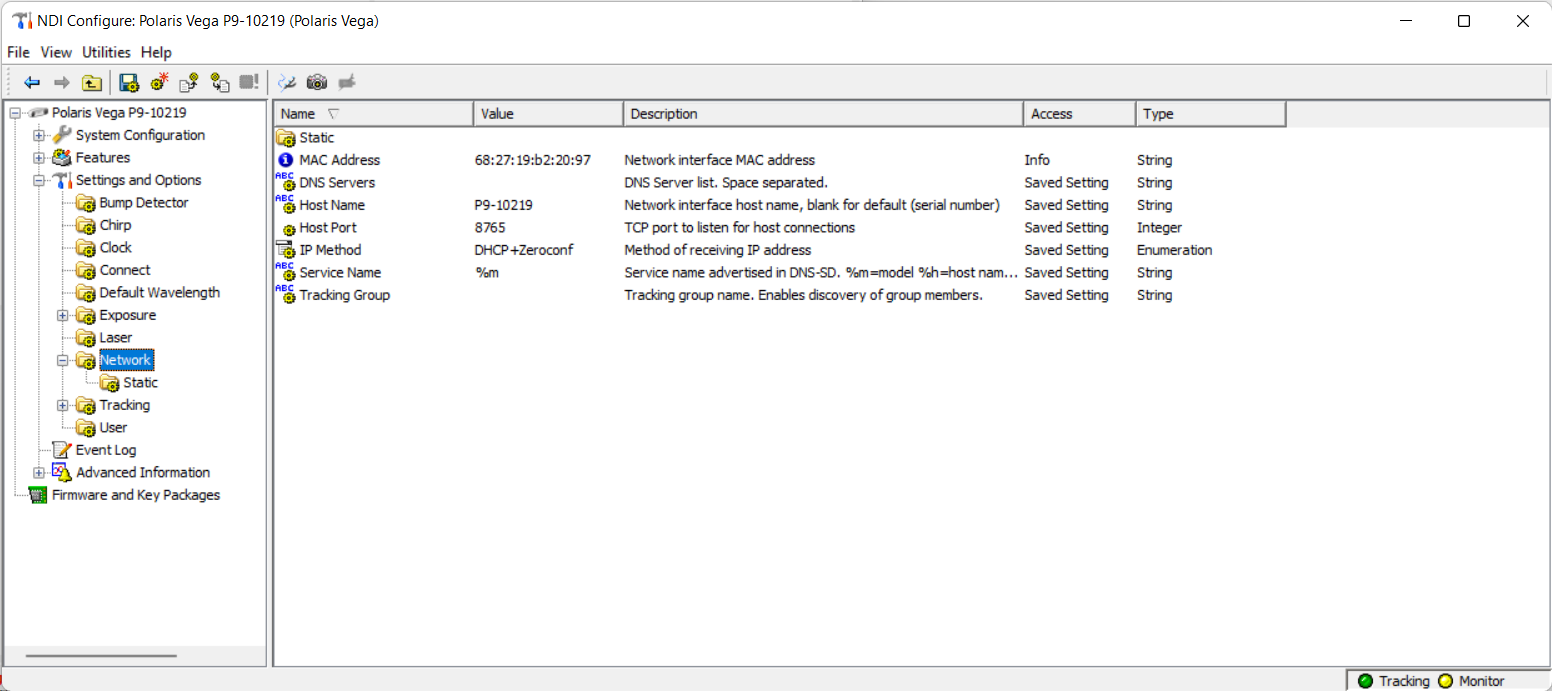 NDI Configure: Polaris Vega P9-10219 (Polaris Vega)
File View Utilities Help
Polaris Vega P9-10219
System Configuration
Features
Settings and Options
Bump Detector
Chirp
Clock
Connect
Default Wavelength
Exposure
Laser
Network
Static
Tracking
User
Event Log
Advanced Information
Firmware and Key Packages
Name Value Description Access Type
Static
MAC Address 68:27:19:b2:20:97 Network interface MAC address Info String
ABC DNS Servers DNS Server list. Space separated. Saved Setting String
ABC Host Name P9-10219 Network interface host name, blank for default (serial number) Saved Setting String
Host Port 8765 TCP port to listen for host connections Saved Setting Integer
IP Method DHCP+Zeroconf Method of receiving IP address Saved Setting Enumeration
ABC Service Name %m Service name advertised in DNS-SD. %m=model %h=host nam... Saved Setting String
ABC Tracking Group Tracking group name. Enables discovery of group members. Saved Setting String
Tracking Monitor